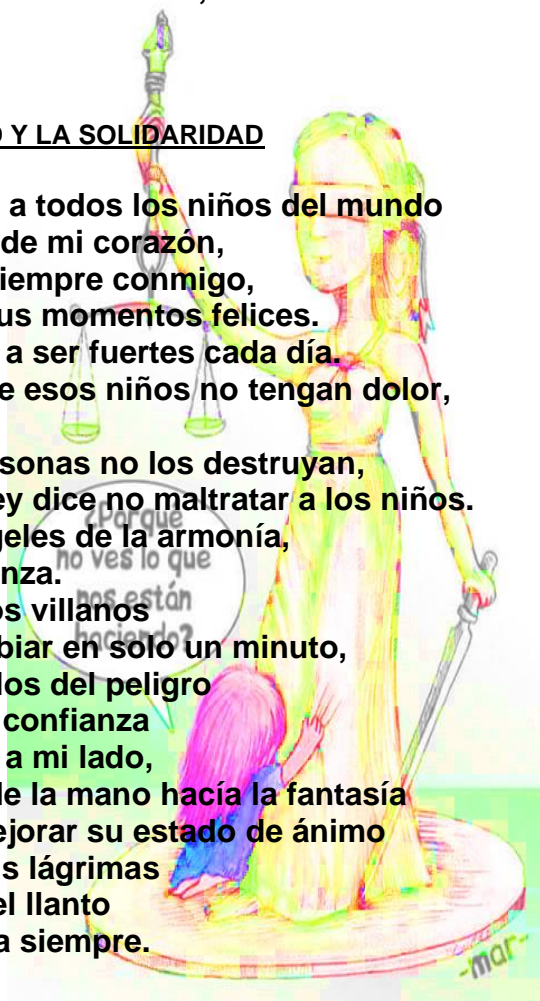 O Y LA SOLIDARIDAD
a todos los niños del mundo
de mi corazón,
iempre conmigo,
us momentos felices.
a ser fuertes cada día.
e esos niños no tengan dolor,
sonas no los destruyan,
ey dice no maltratar a los niños.
geles de la armonía,
nza.
os villanos
biar en solo un minuto,
los del peligro
confianza
a mi lado,
de la mano hacía la fantasía
ejorar su estado de ánimo
s lágrimas
el llanto
a siempre.
¿Porque
no ves lo que
nos están
haciendo?
-mar-